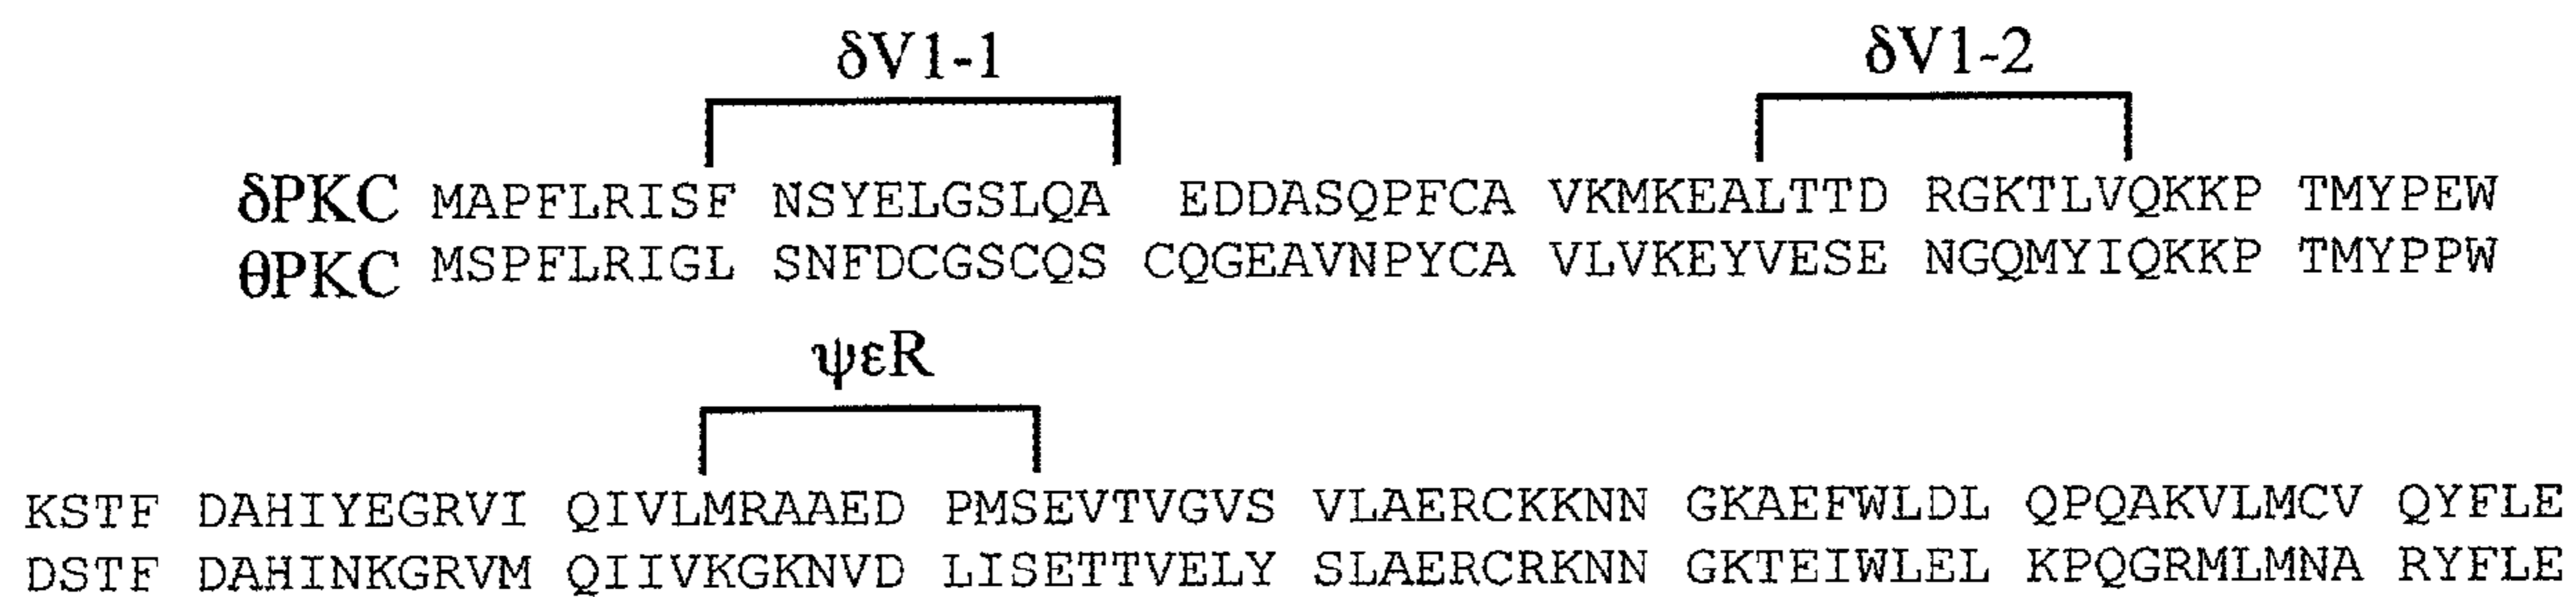 δV1-1 δV1-2
δPKC MAPFLRISF NSYELGSLQA EDDASQPFCA VKMKEALTTD RGKTLVQKKP TMYPEW
θPKC MSPFLRIGL SNFDCGSCQS CQGEAVNPYCA VLVKEYVESE NGQMYIQKKP TMYPPW
ψεR
KSTF DAHIYEGRVI QIVLMRAAED PMSEVTVGVS VLAERCKKNN GKAEFWLDL QPQAKVLMCV QYFLE
DSTF DAHINKGRVM QIIVKGKNVD LISETTVELY SLAERCRKNN GKTEIWLEL KPQGRMLMNA RYFLE